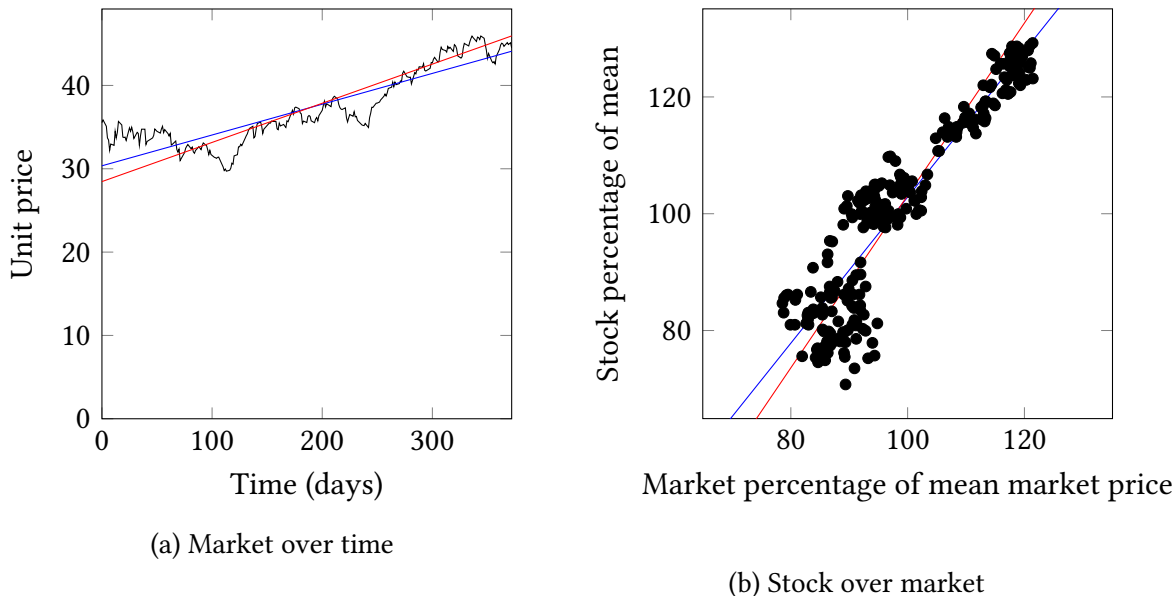 Unit price
40
30
20
10
0
0 100 200 300
Time (days)
(a) Market over time
Stock percentage of mean
120
100
80
80 100 120
Market percentage of mean market price
(b) Stock over market